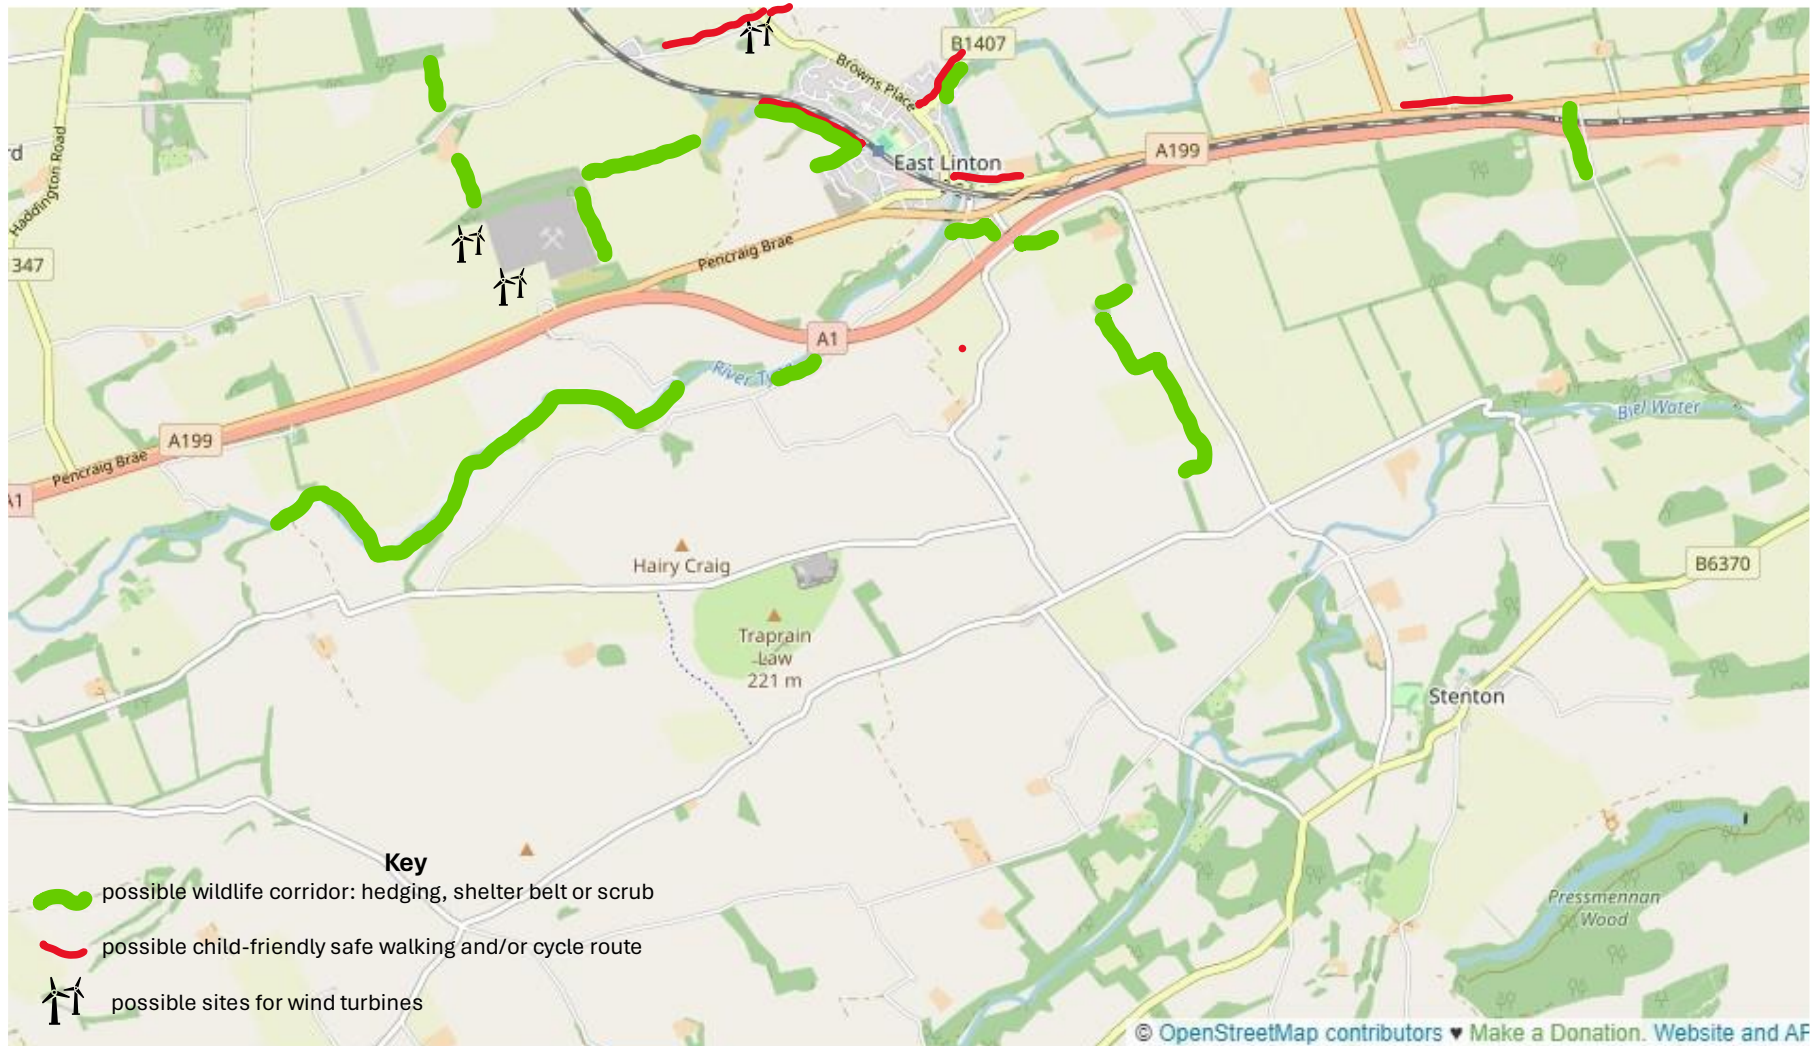 B1407
Browns Place
Haddington Road
rd
East Linton
A199
347
Pencraig Brae
A1
River Ty
Biel Water
A199
Pencraig Brae
A1
Hairy Craig
B6370
Traprain
Law
221 m
Stenton
Key
possible wildlife corridor: hedging, shelter belt or scrub
Pressmennan
Wood
possible child-friendly safe walking and/or cycle route
possible sites for wind turbines
© OpenStreetMap contributors ♥ Make a Donation. Website and AP